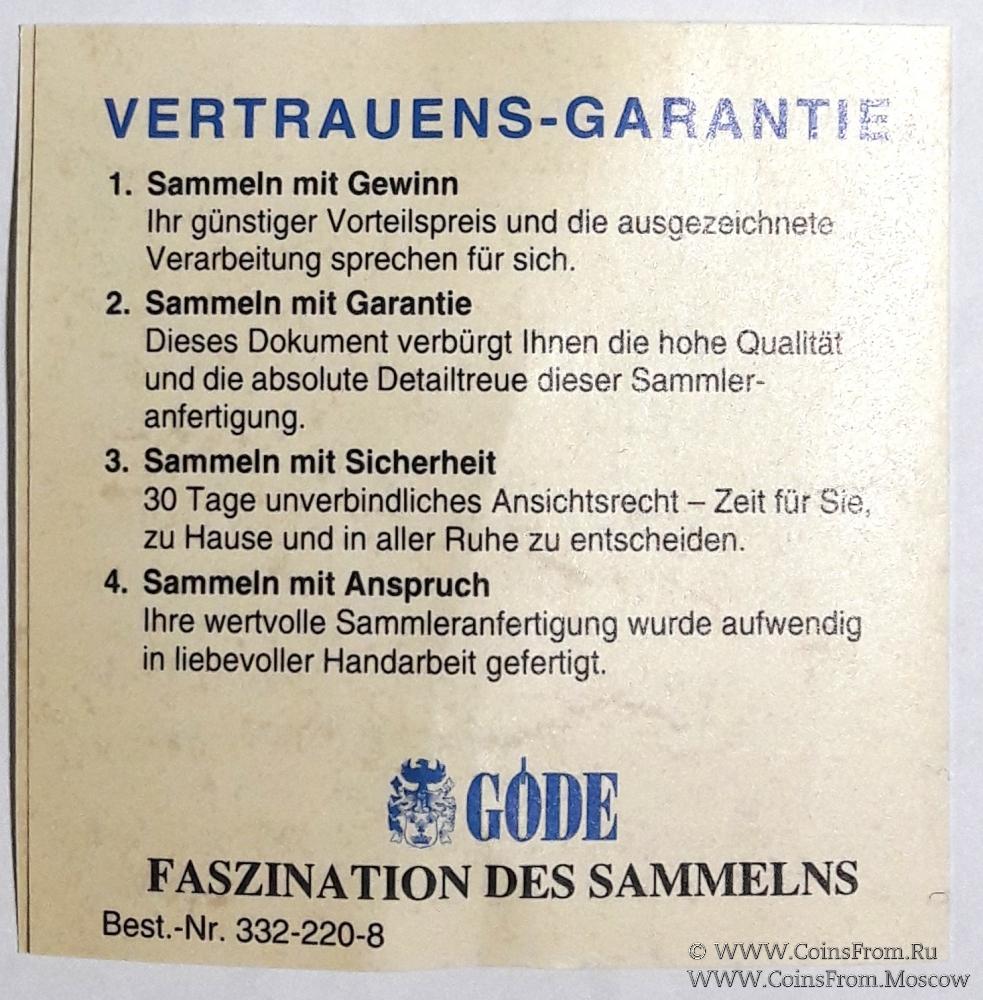 VERTRAUENS-GARANTIE
1. Sammeln mit Gewinn
Ihr günstiger Vorteilspreis und die ausgezeichnete
Verarbeitung sprechen für sich.
2. Sammeln mit Garantie
Dieses Dokument verbürgt Ihnen die hohe Qualität
und die absolute Detailtreue dieser Sammler-
anfertigung.
3. Sammeln mit Sicherheit
30 Tage unverbindliches Ansichtsrecht – Zeit für Sie,
zu Hause und in aller Ruhe zu entscheiden.
4. Sammeln mit Anspruch
Ihre wertvolle Sammleranfertigung wurde aufwendig
in liebevoller Handarbeit gefertigt.
GÖDE
FASZINATION DES SAMMELNS
Best.-Nr. 332-220-8
© WWW.CoinsFrom.Ru
WWW.CoinsFrom.Moscow